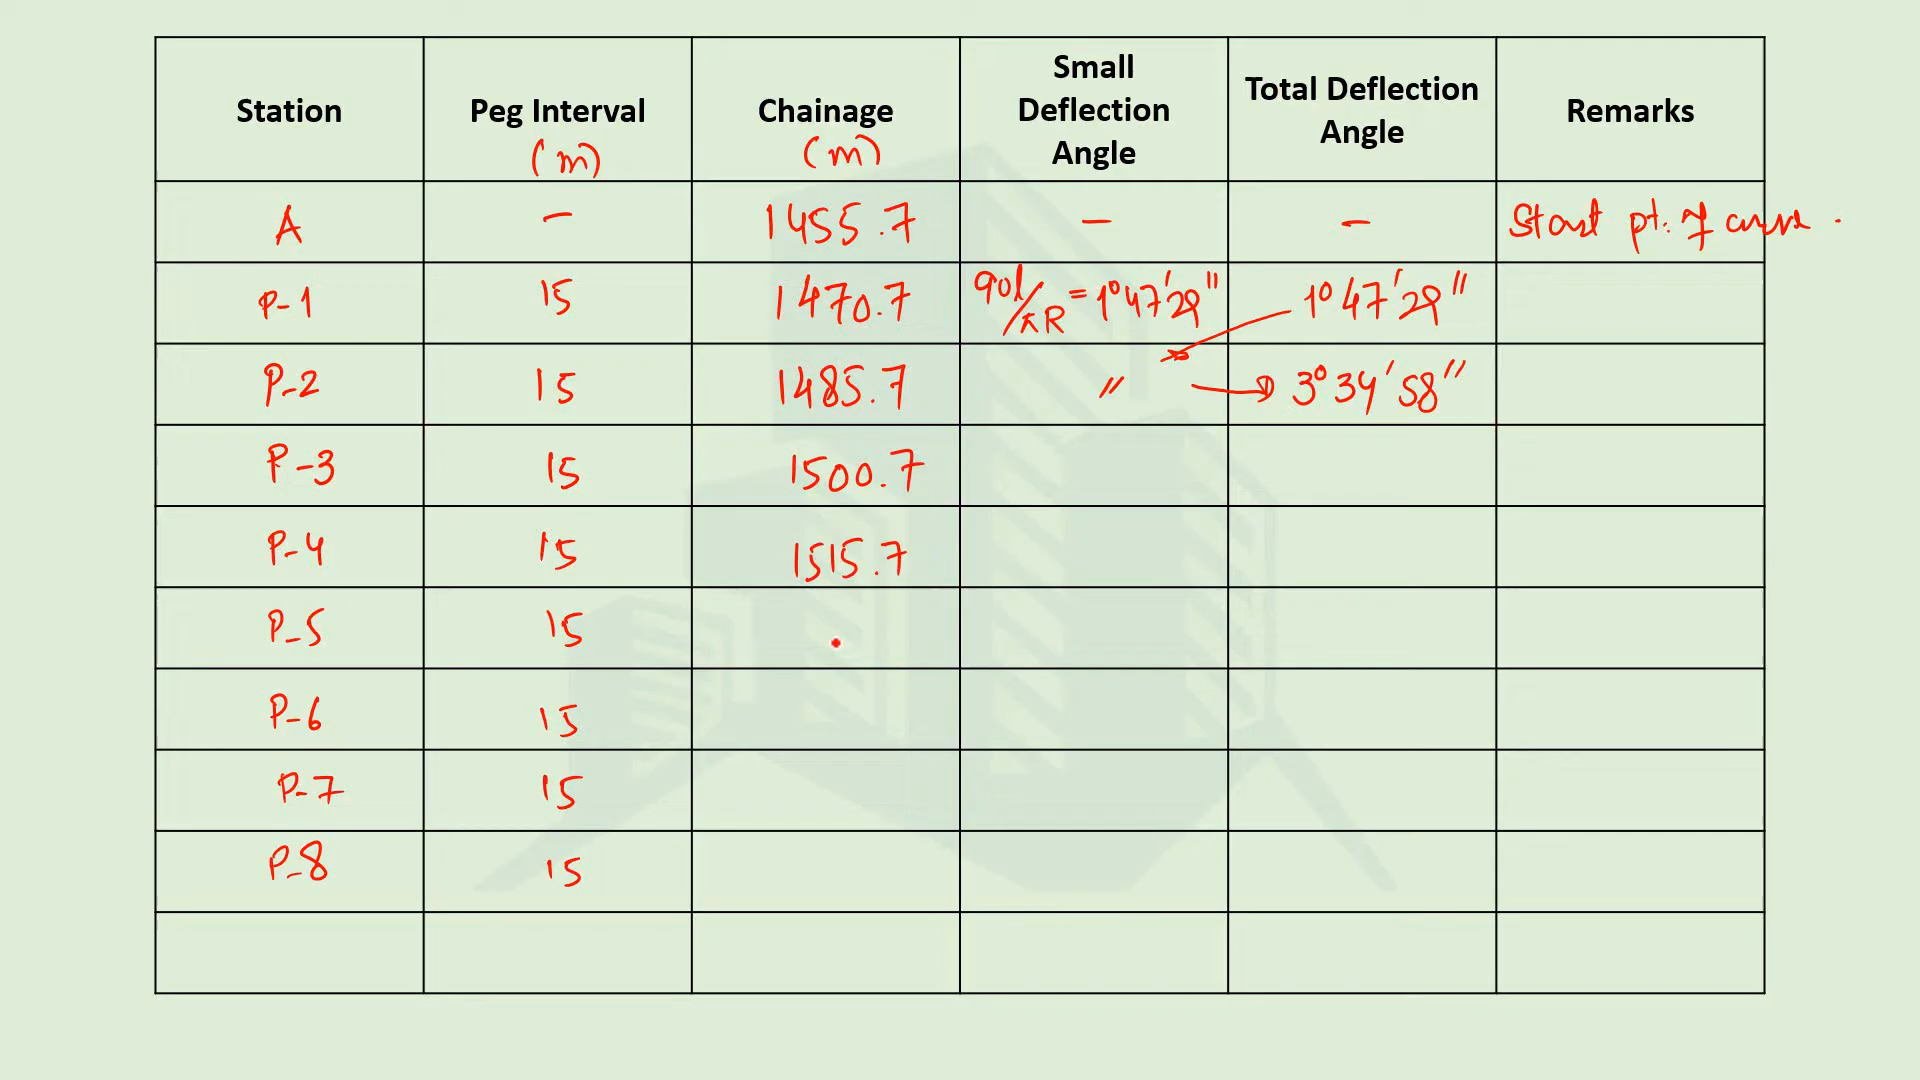 Station Peg Interval (m) Chainage (m) Small Deflection Angle Total Deflection Angle Remarks
A – 1455.7 – – Start pt. of curve.
P-1 15 1470.7 90l/πR = 1°47'29" 1°47'29"
P-2 15 1485.7 " 3°34'58"
P-3 15 1500.7
P-4 15 1515.7
P-5 15
P-6 15
P-7 15
P-8 15